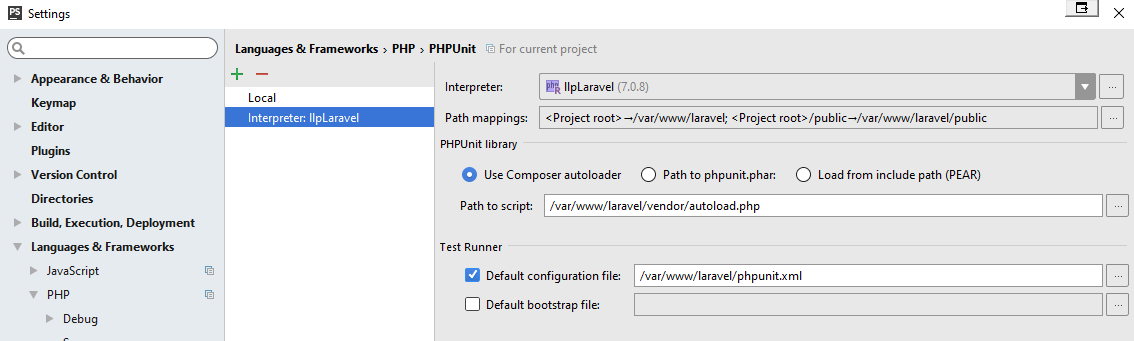 PS Settings
Languages & Frameworks › PHP › PHPUnit For current project
Appearance & Behavior
Keymap
Editor
Plugins
Version Control
Directories
Build, Execution, Deployment
Languages & Frameworks
JavaScript
PHP
Debug
Local
Interpreter: llpLaravel
Interpreter: php R llpLaravel (7.0.8) ...
Path mappings: <Project root>→/var/www/laravel; <Project root>/public→/var/www/laravel/public ...
PHPUnit library
Use Composer autoloader Path to phpunit.phar: Load from include path (PEAR)
Path to script: /var/www/laravel/vendor/autoload.php ...
Test Runner
Default configuration file: /var/www/laravel/phpunit.xml ...
Default bootstrap file: ...